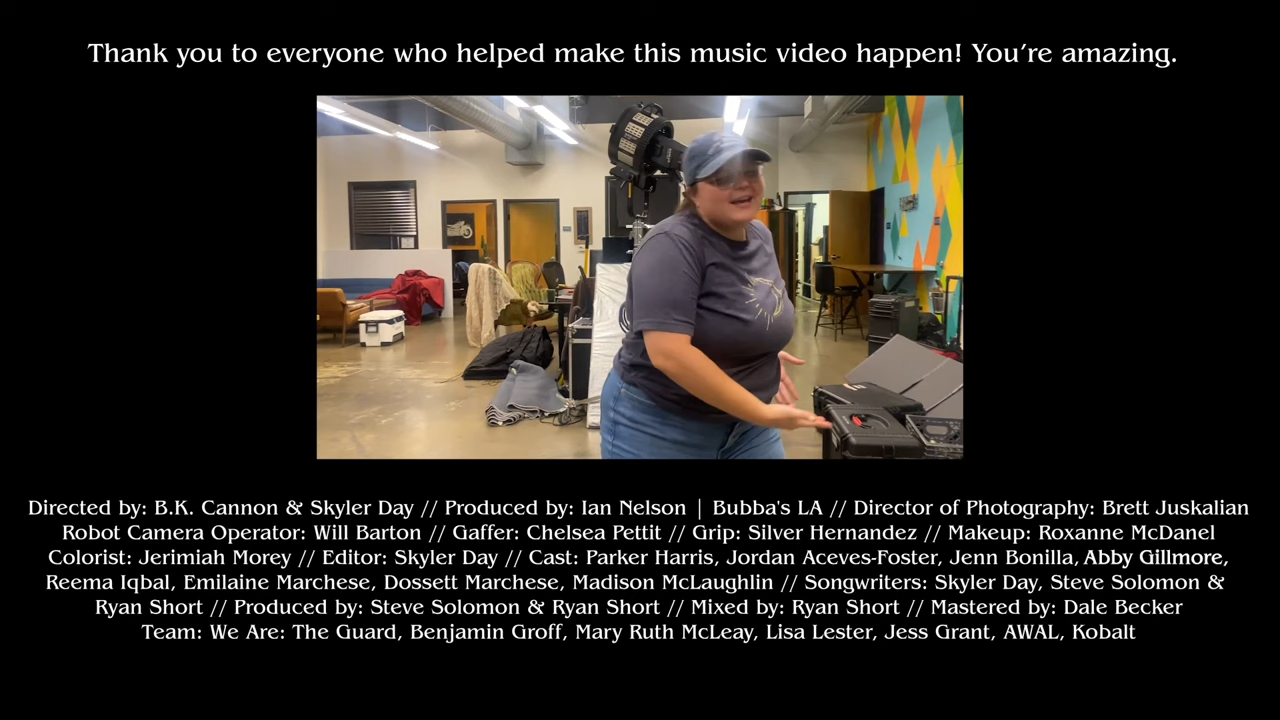 Thank you to everyone who helped make this music video happen! You’re amazing.
Directed by: B.K. Cannon & Skyler Day // Produced by: Ian Nelson | Bubba's LA // Director of Photography: Brett Juskalian
Robot Camera Operator: Will Barton // Gaffer: Chelsea Pettit // Grip: Silver Hernandez // Makeup: Roxanne McDanel
Colorist: Jerimiah Morey // Editor: Skyler Day // Cast: Parker Harris, Jordan Aceves-Foster, Jenn Bonilla, Abby Gillmore,
Reema Iqbal, Emilaine Marchese, Dossett Marchese, Madison McLaughlin // Songwriters: Skyler Day, Steve Solomon &
Ryan Short // Produced by: Steve Solomon & Ryan Short // Mixed by: Ryan Short // Mastered by: Dale Becker
Team: We Are: The Guard, Benjamin Groff, Mary Ruth McLeay, Lisa Lester, Jess Grant, AWAL, Kobalt